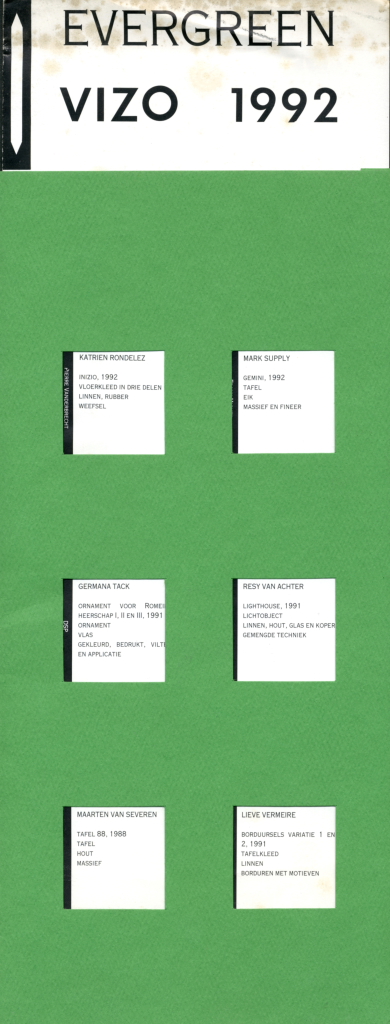 EVERGREEN
VIZO 1992
PIERRE VANDERBRECHT
KATRIEN RONDELEZ
INIZIO, 1992
VLOERKLEED IN DRIE DELEN
LINNEN, RUBBER
WEEFSEL
MARK SUPPLY
GEMINI, 1992
TAFEL
EIK
MASSIEF EN FINEER
DSP
GERMANA TACK
ORNAMENT VOOR ROMEI
HEERSCHAP I, II EN III, 1991
ORNAMENT
VLAS
GEKLEURD, BEDRUKT, VILT
EN APPLICATIE
RESY VAN ACHTER
LIGHTHOUSE, 1991
LICHTOBJECT
LINNEN, HOUT, GLAS EN KOPER
GEMENGDE TECHNIEK
MAARTEN VAN SEVEREN
TAFEL 88, 1988
TAFEL
HOUT
MASSIEF
LIEVE VERMEIRE
BORDUURSELS VARIATIE 1 EN
2, 1991
TAFELKLEED
LINNEN
BORDUREN MET MOTIEVEN